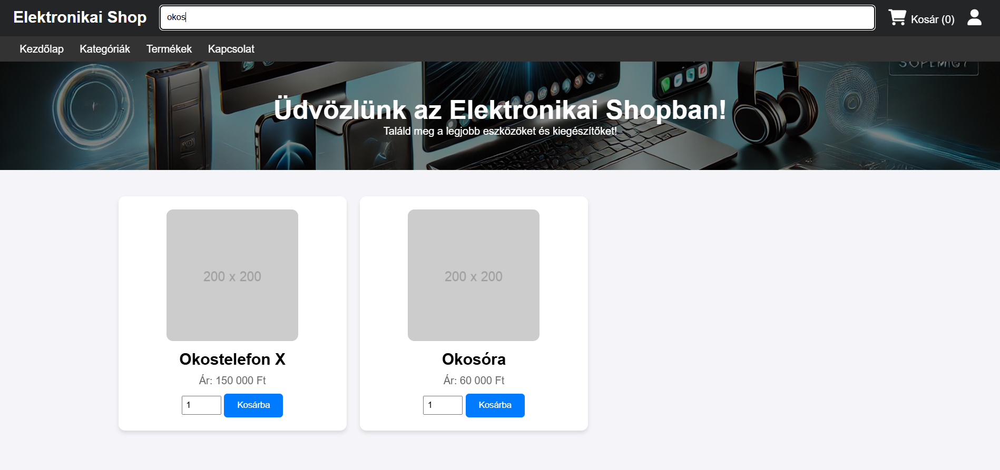 Elektronikai Shop
okos
Kosár (0)
Kezdőlap Kategóriák Termékek Kapcsolat
Üdvözlünk az Elektronikai Shopban!
Találd meg a legjobb eszközöket és kiegészítőket!
200 x 200
Okostelefon X
Ár: 150 000 Ft
1 Kosárba
200 x 200
Okosóra
Ár: 60 000 Ft
1 Kosárba